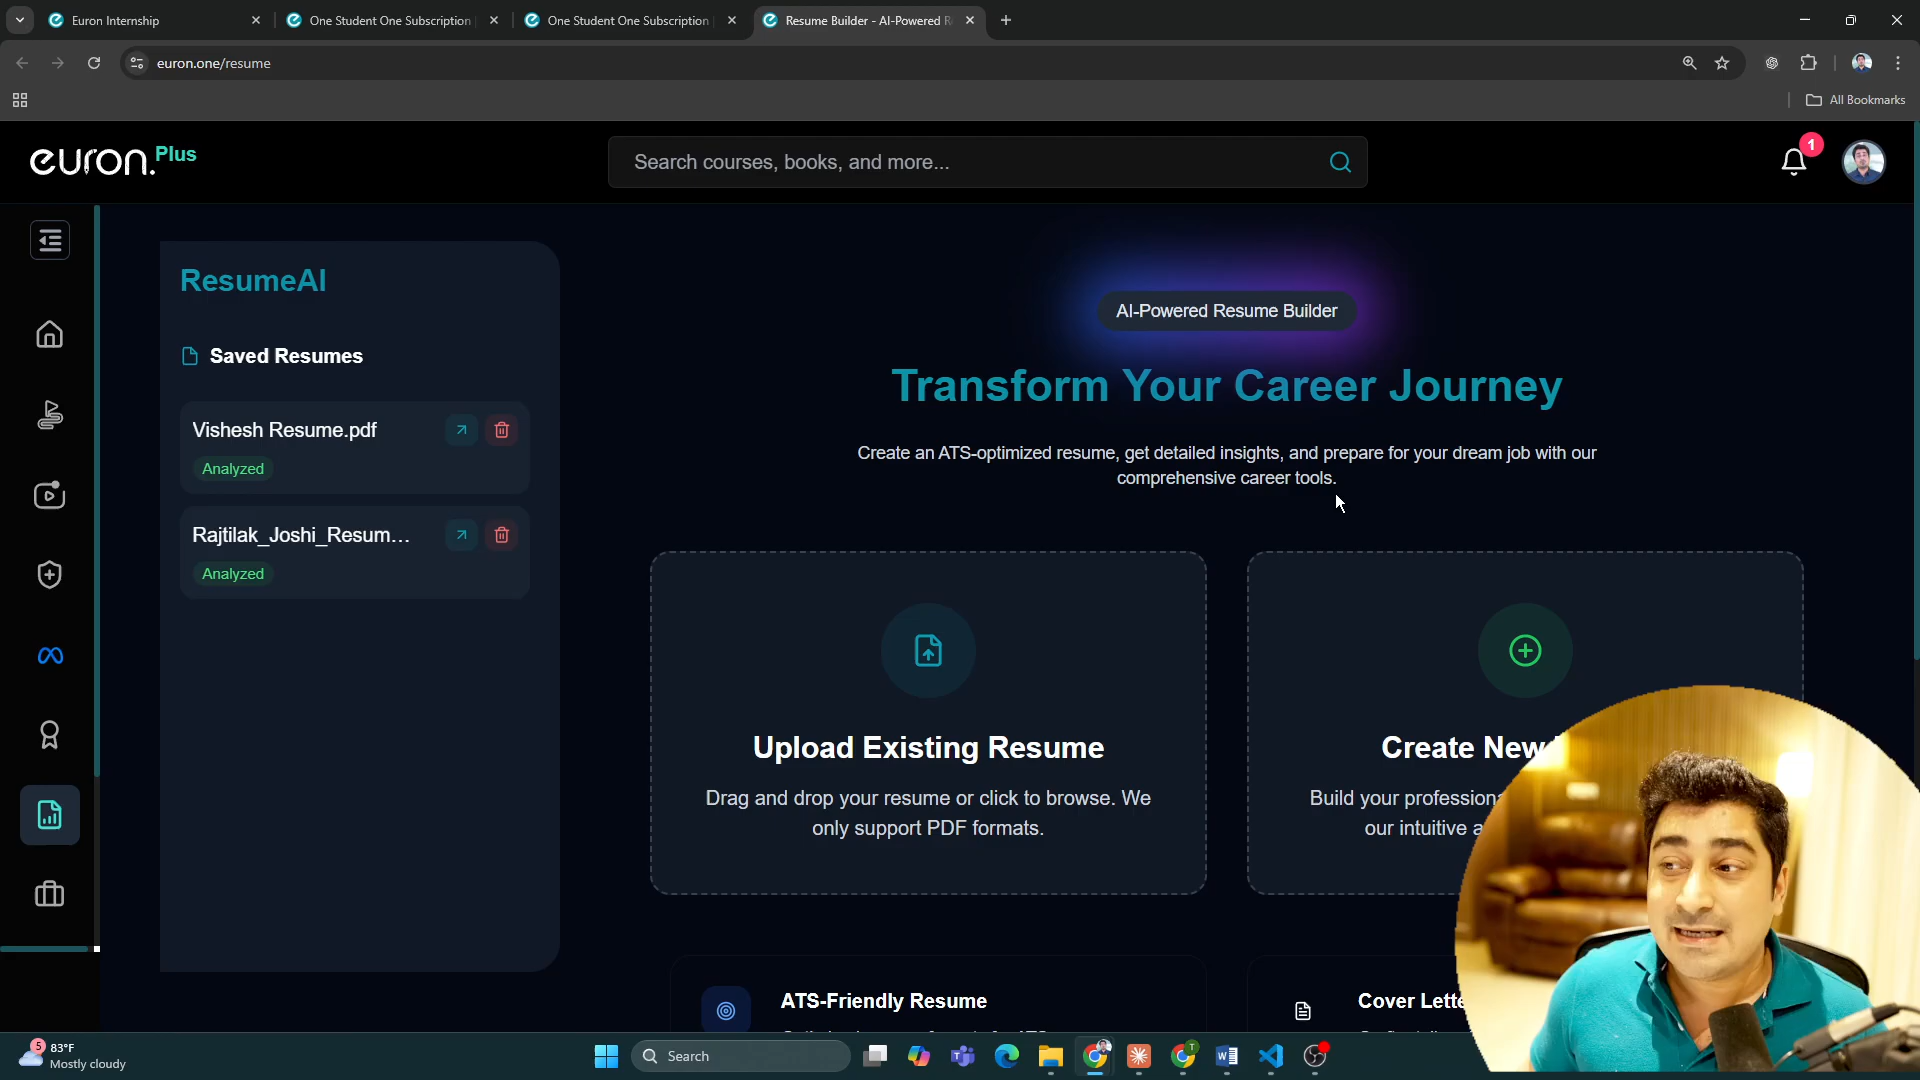 Euron Internship
One Student One Subscription
One Student One Subscription
Resume Builder - AI-Powered R
euron.one/resume
All Bookmarks
euron. Plus
Search courses, books, and more...
1
ResumeAI
Saved Resumes
Vishesh Resume.pdf
Analyzed
Rajtilak_Joshi_Resum...
Analyzed
AI-Powered Resume Builder
Transform Your Career Journey
Create an ATS-optimized resume, get detailed insights, and prepare for your dream job with our
comprehensive career tools.
Upload Existing Resume
Drag and drop your resume or click to browse. We
only support PDF formats.
Create New
Build your profession
our intuitive
ATS-Friendly Resume
Cover Lette
5
83°F
Mostly cloudy
Search
T